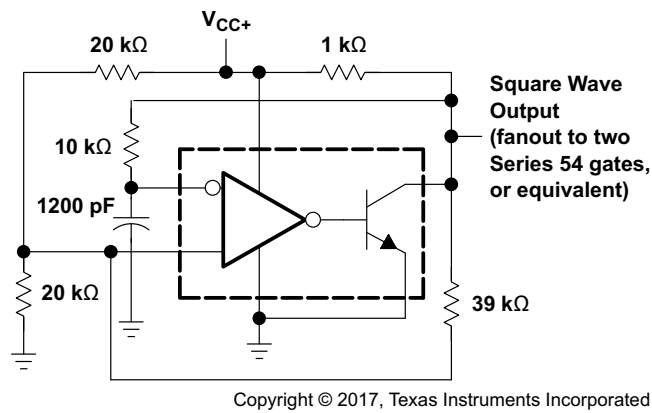 V_CC+
20 kΩ
1 kΩ
Square Wave
Output
(fanout to two
Series 54 gates,
or equivalent)
10 kΩ
1200 pF
20 kΩ
39 kΩ
Copyright © 2017, Texas Instruments Incorporated